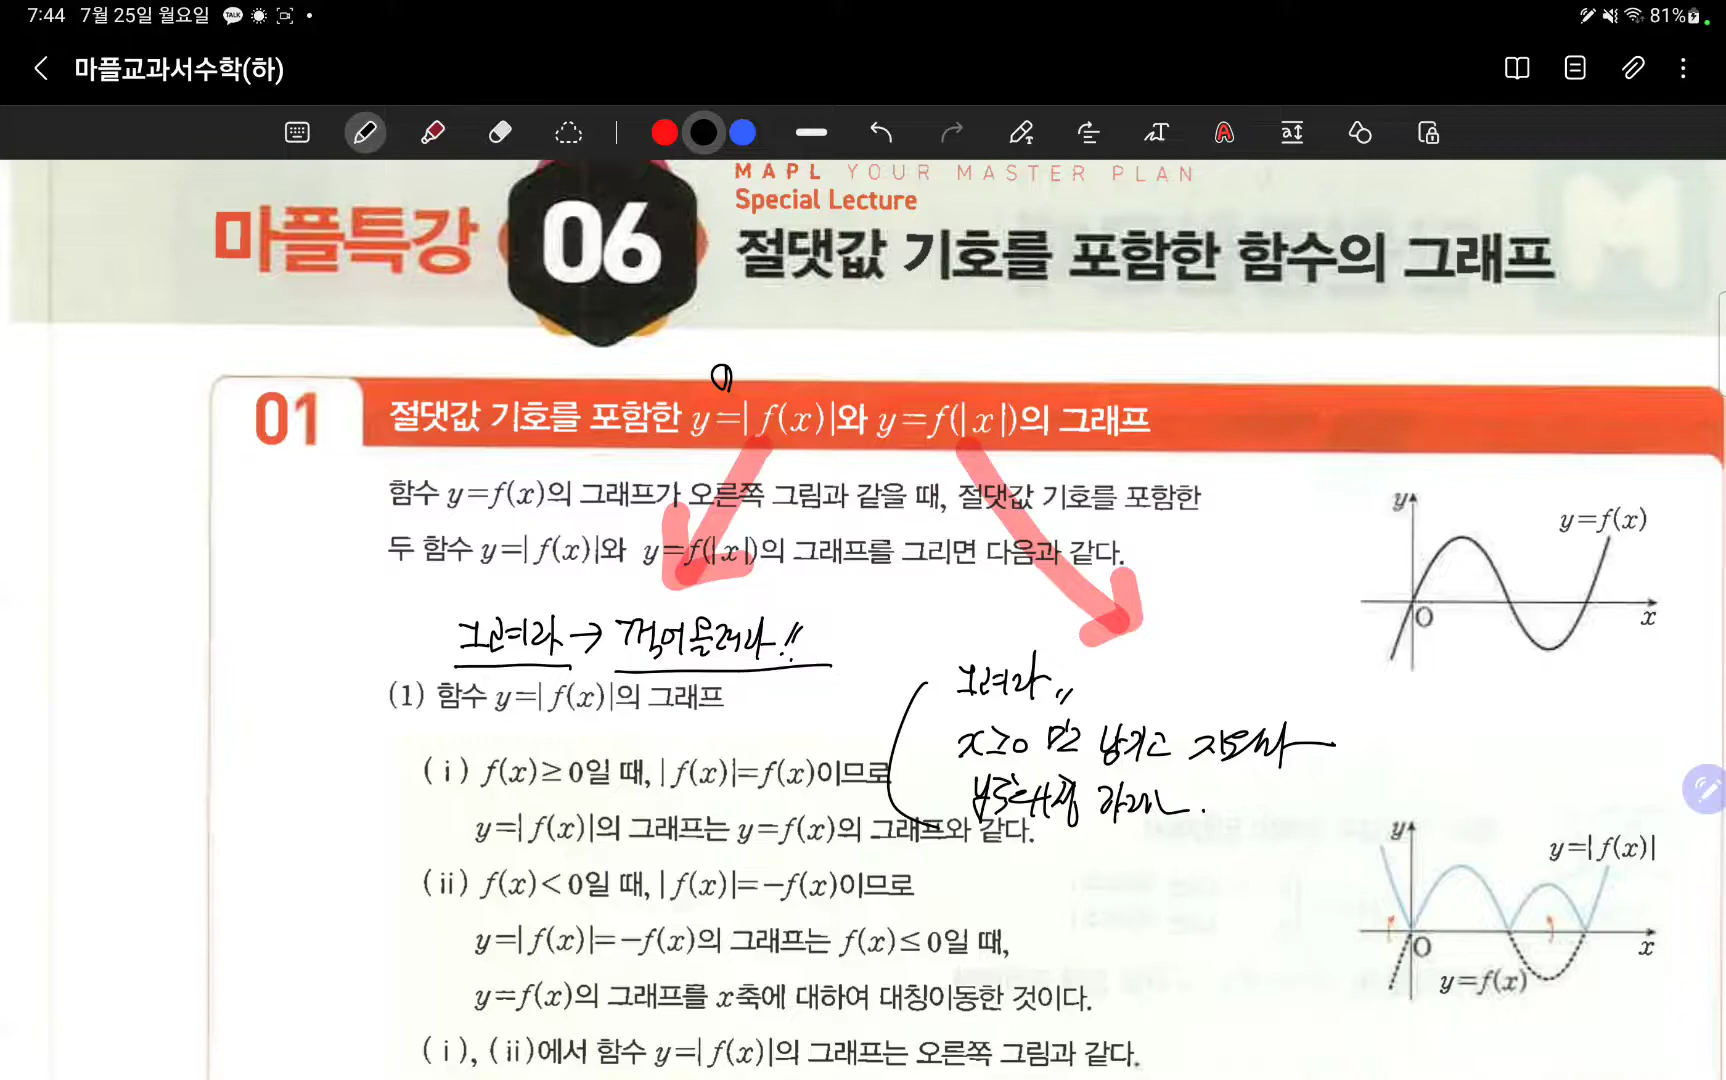 7:44 7월 25일 월요일 TALK 81%
마플교과서수학(하)
MAPL YOUR MASTER PLAN
Special Lecture
마플특강 06 절댓값 기호를 포함한 함수의 그래프
01 절댓값 기호를 포함한 y=|f(x)|와 y=f(|x|)의 그래프
함수 y=f(x)의 그래프가 오른쪽 그림과 같을 때, 절댓값 기호를 포함한
두 함수 y=|f(x)|와 y=f(|x|)의 그래프를 그리면 다음과 같다.
y
y=f(x)
O
x
그려라 → 꺾어올려라!!
(1) 함수 y=|f(x)|의 그래프
그려라
x≥0 만 남기고 지운다
y축대칭
(ⅰ) f(x)≥0일 때, |f(x)|=f(x)이므로
y=|f(x)|의 그래프는 y=f(x)의 그래프와 같다.
(ⅱ) f(x)<0일 때, |f(x)|=-f(x)이므로
y=|f(x)|=-f(x)의 그래프는 f(x)≤0일 때,
y=f(x)의 그래프를 x축에 대하여 대칭이동한 것이다.
(ⅰ), (ⅱ)에서 함수 y=|f(x)|의 그래프는 오른쪽 그림과 같다.
y
y=|f(x)|
O
x
y=f(x)